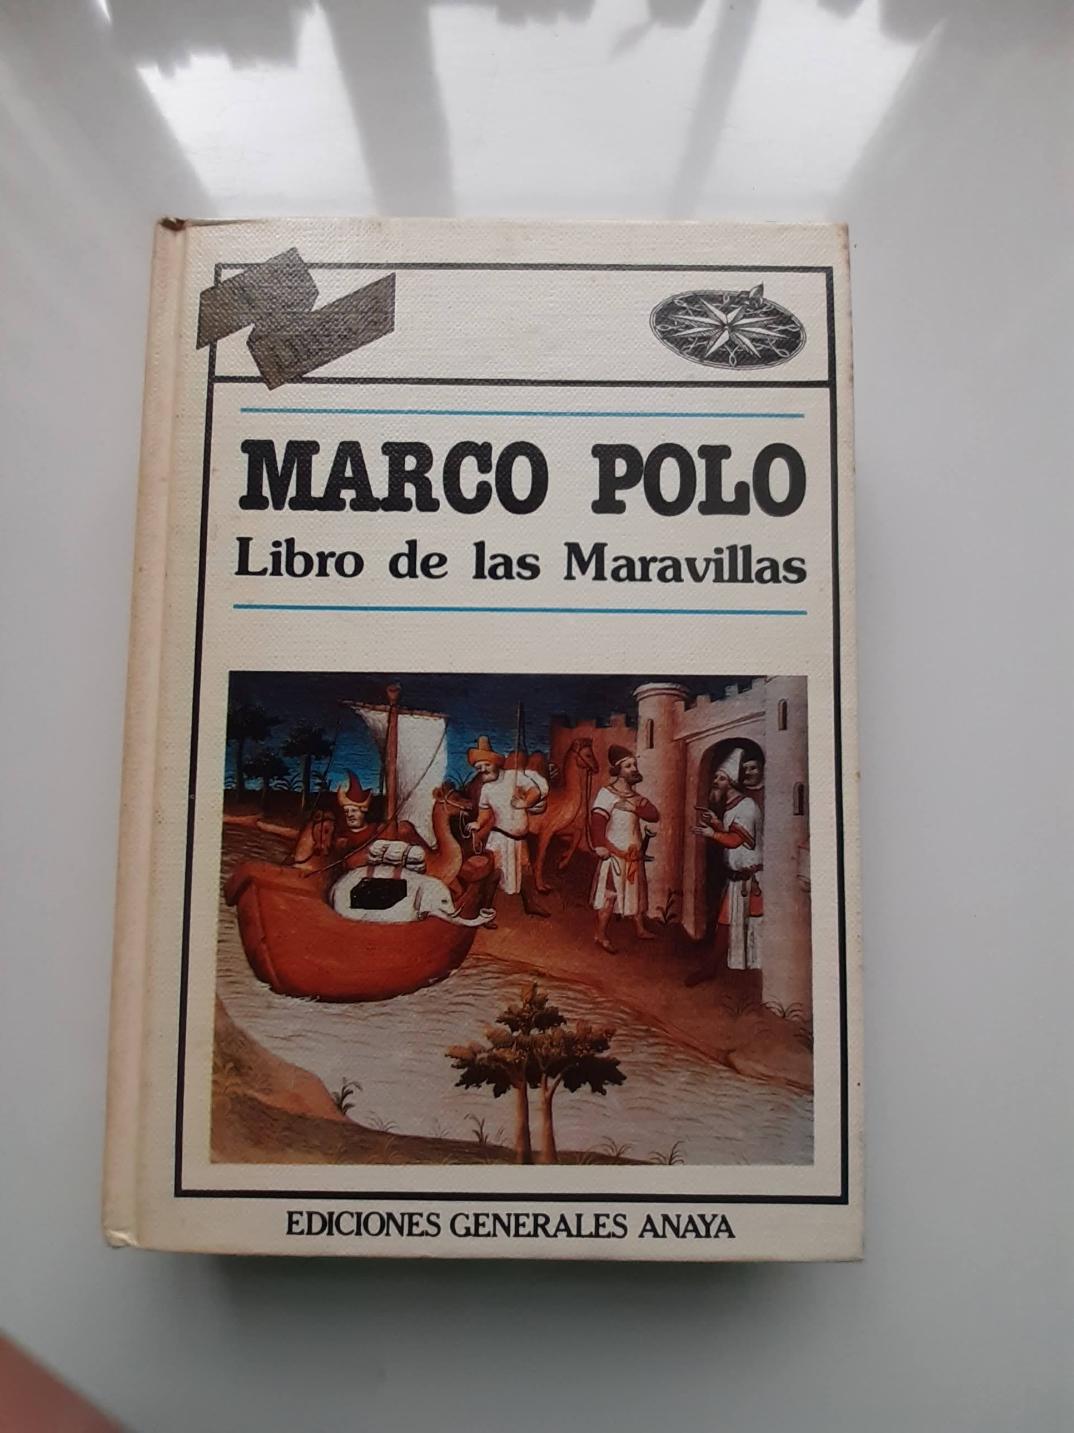 MARCO POLO
Libro de las Maravillas
EDICIONES GENERALES ANAYA